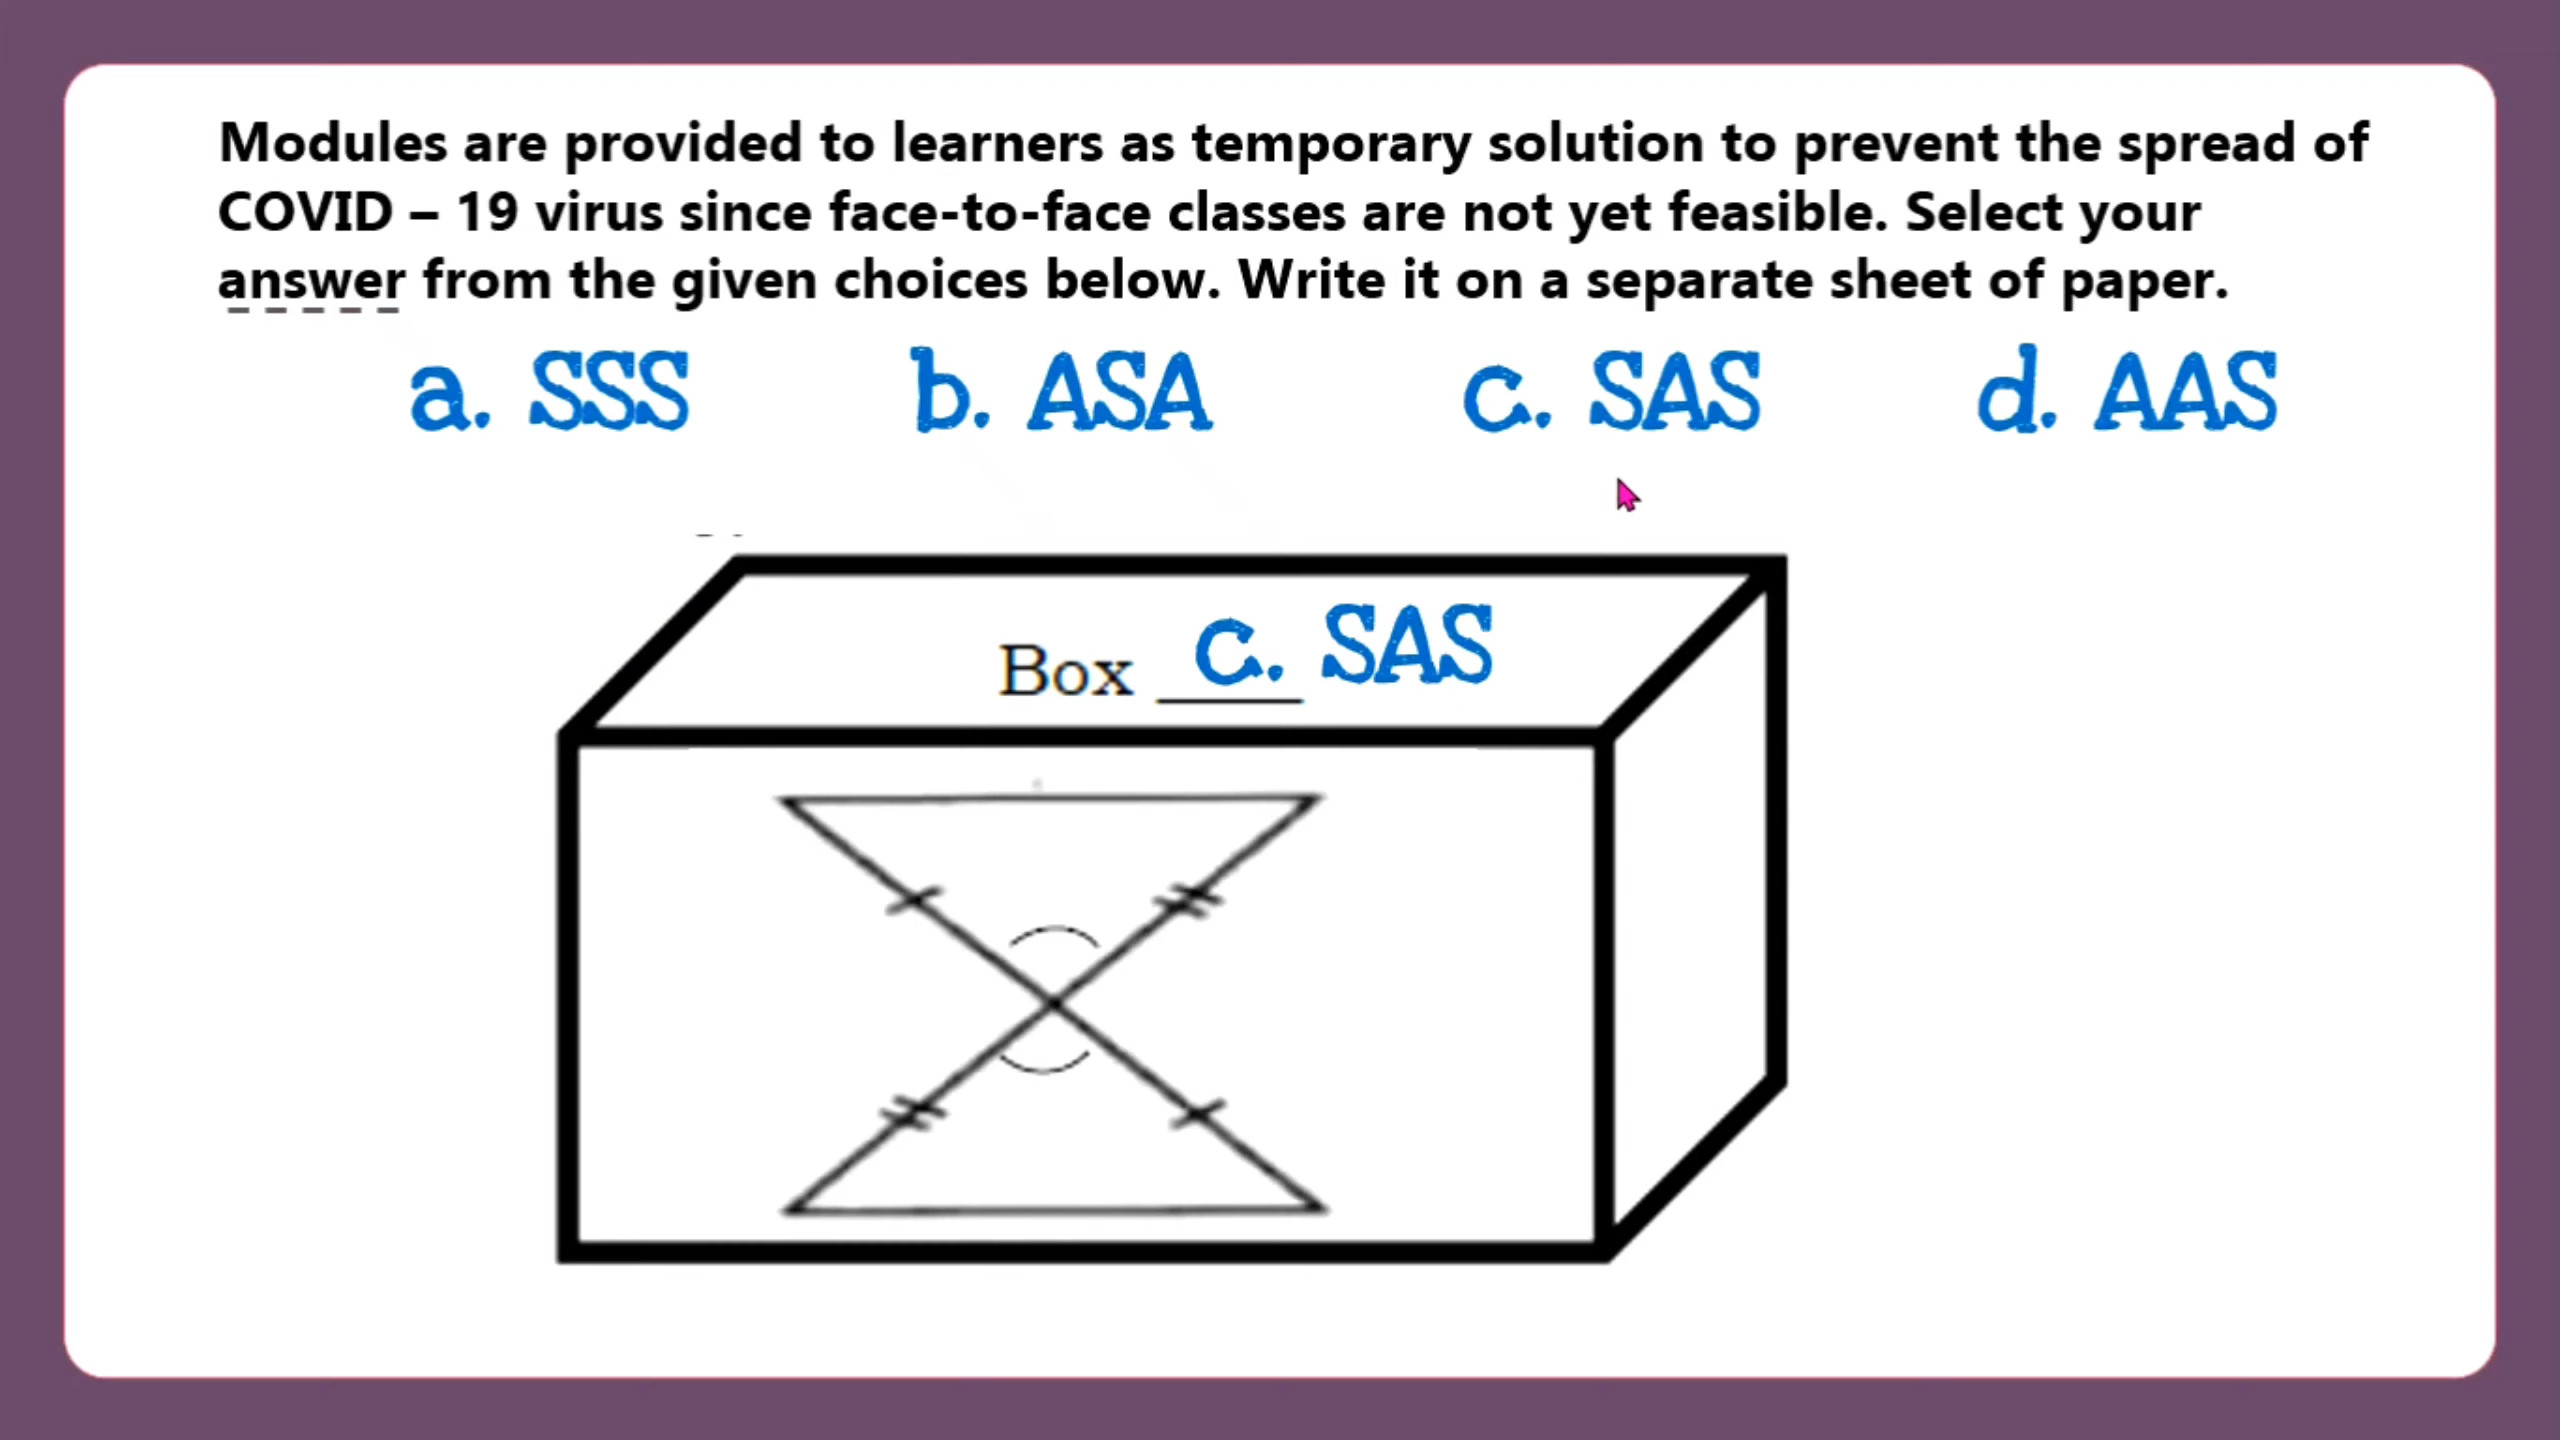 Modules are provided to learners as temporary solution to prevent the spread of
COVID – 19 virus since face-to-face classes are not yet feasible. Select your
answer from the given choices below. Write it on a separate sheet of paper.
a. SSS b. ASA c. SAS d. AAS
Box _____ c. SAS